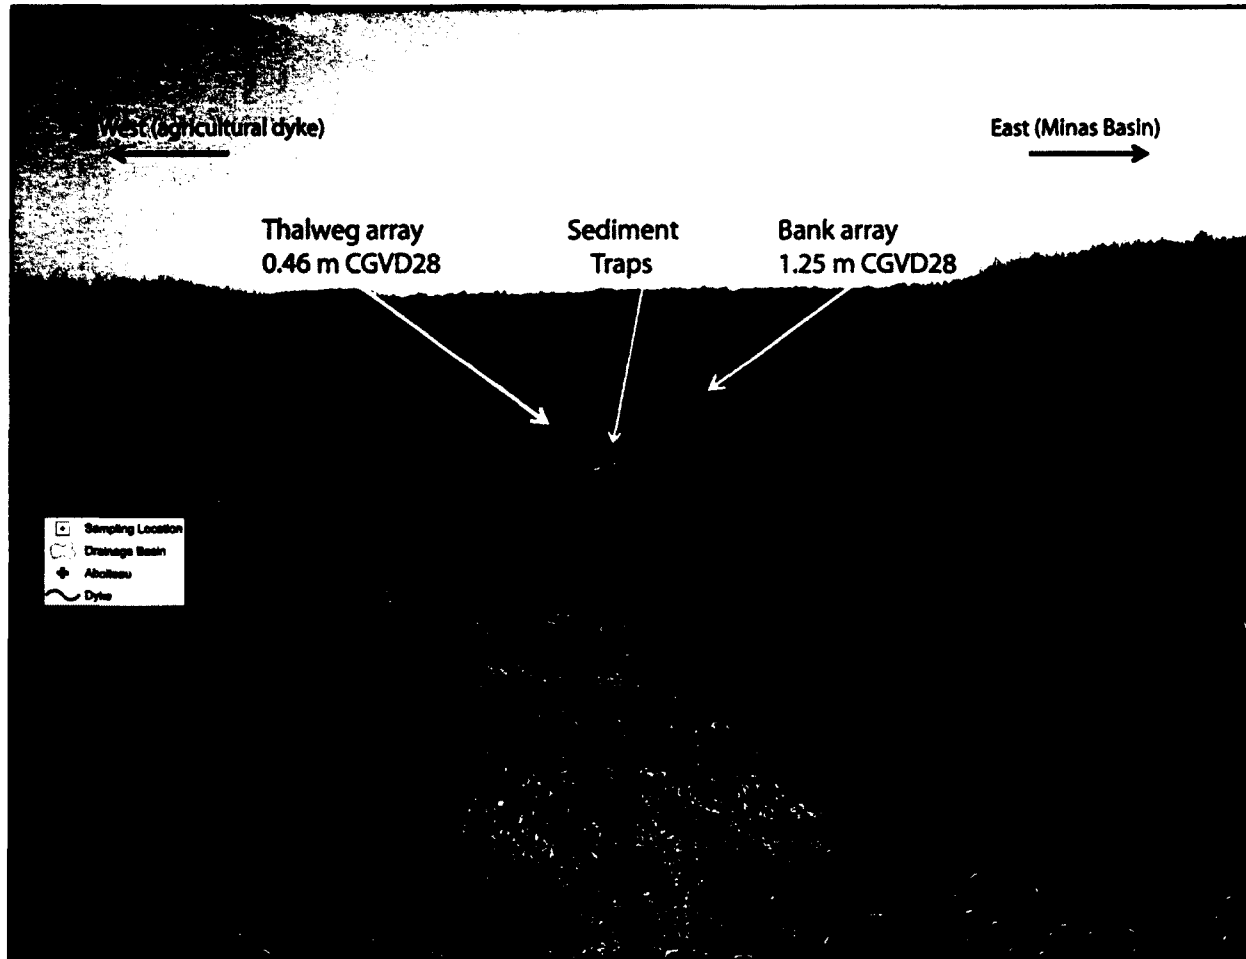 West (agricultural dyke)
East (Minas Basin)
Thalweg array
0.46 m CGVD28
Sediment
Traps
Bank array
1.25 m CGVD28
Sampling Location
Drainage Basin
Aboiteau
Dyke